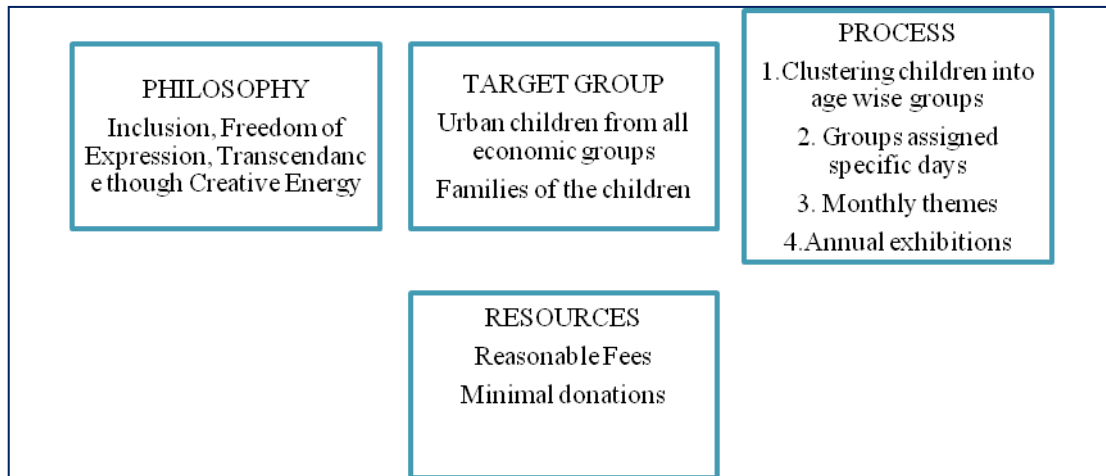 PHILOSOPHY
Inclusion, Freedom of
Expression, Transcendanc
e though Creative Energy
TARGET GROUP
Urban children from all
economic groups
Families of the children
PROCESS
1.Clustering children into
age wise groups
2. Groups assigned
specific days
3. Monthly themes
4.Annual exhibitions
RESOURCES
Reasonable Fees
Minimal donations